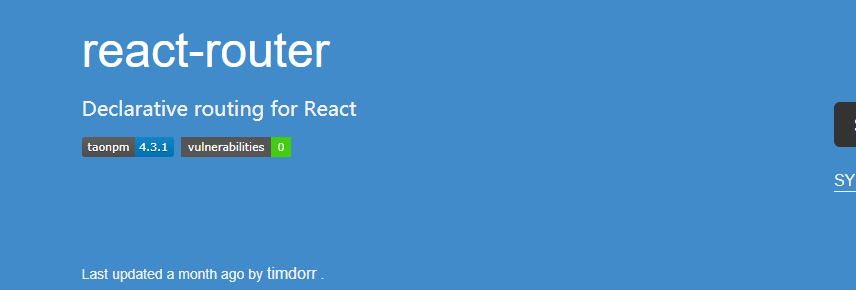 react-router
Declarative routing for React
taonpm 4.3.1 vulnerabilities 0
SY
Last updated a month ago by timdorr .